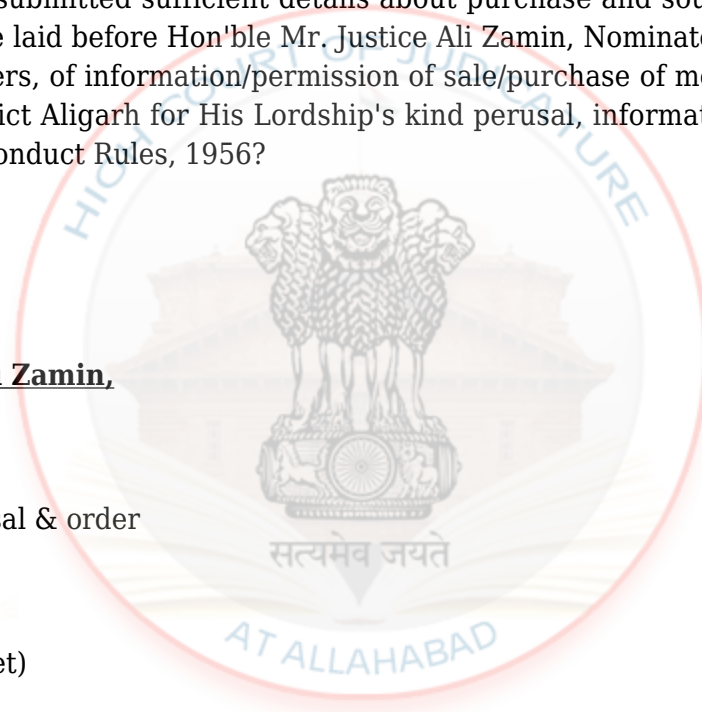 submitted sufficient details about purchase and sou
e laid before Hon'ble Mr. Justice Ali Zamin, Nominate
ers, of information/permission of sale/purchase of m
ict Aligarh for His Lordship's kind perusal, informat
onduct Rules, 1956?
HIGH COURT OF JUDICATURE
Zamin,
al & order
सत्यमेव जयते
AT ALLAHABAD
et)